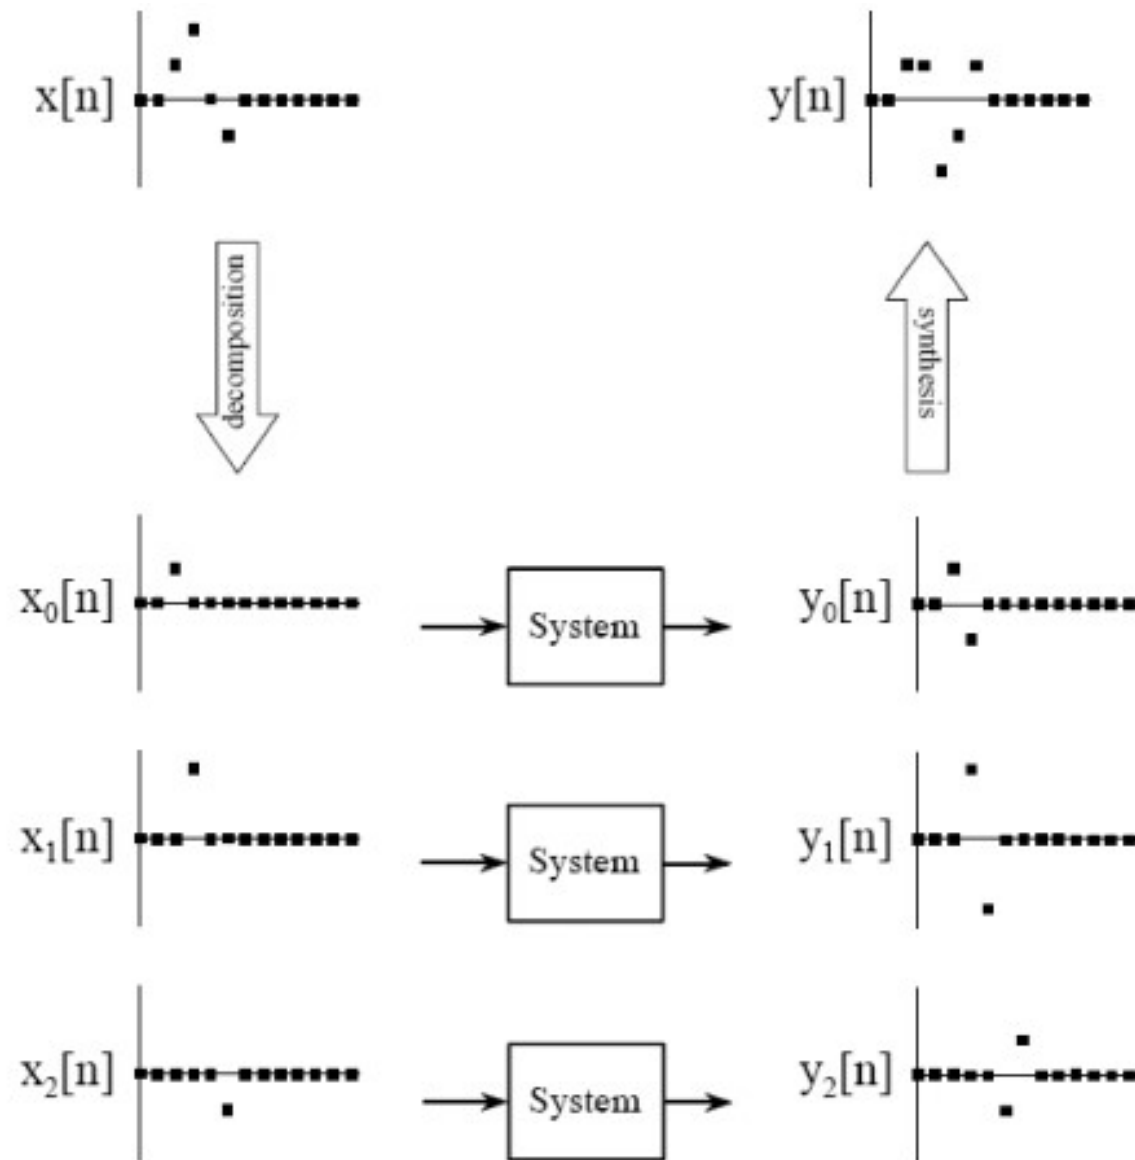 x[n]
y[n]
decomposition
synthesis
x₀[n]
System
y₀[n]
x₁[n]
System
y₁[n]
x₂[n]
System
y₂[n]